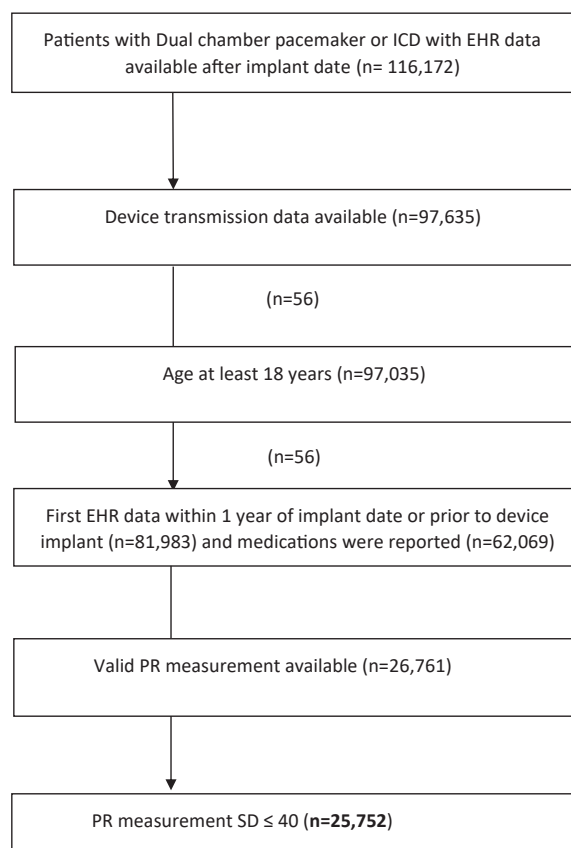 Patients with Dual chamber pacemaker or ICD with EHR data
available after implant date (n= 116,172)
Device transmission data available (n=97,635)
(n=56)
Age at least 18 years (n=97,035)
(n=56)
First EHR data within 1 year of implant date or prior to device
implant (n=81,983) and medications were reported (n=62,069)
Valid PR measurement available (n=26,761)
PR measurement SD ≤ 40 (n=25,752)